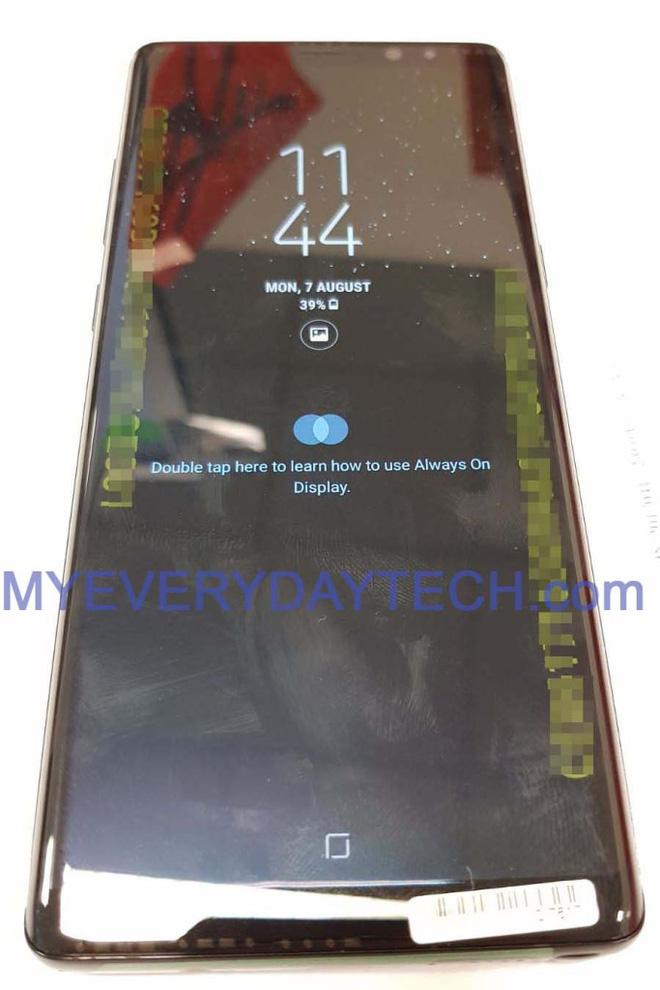 11
44
MON, 7 AUGUST
39%
Double tap here to learn how to use Always On
Display.
MYEVERYDAYTECH.com